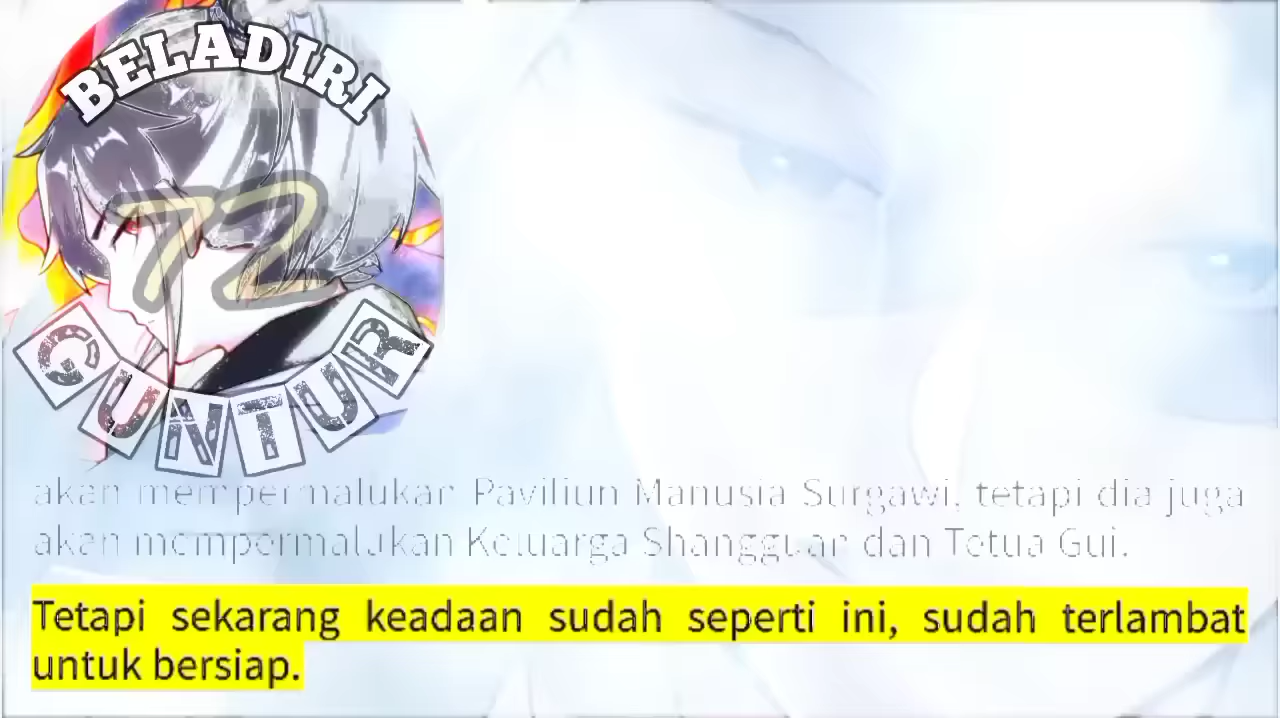 BELADIRI
72
GUNTUR
akan mempermalukan Paviliun Manusia Surgawi, tetapi dia juga
akan mempermalukan Keluarga Shangguan dan Tetua Gui.
Tetapi sekarang keadaan sudah seperti ini, sudah terlambat
untuk bersiap.